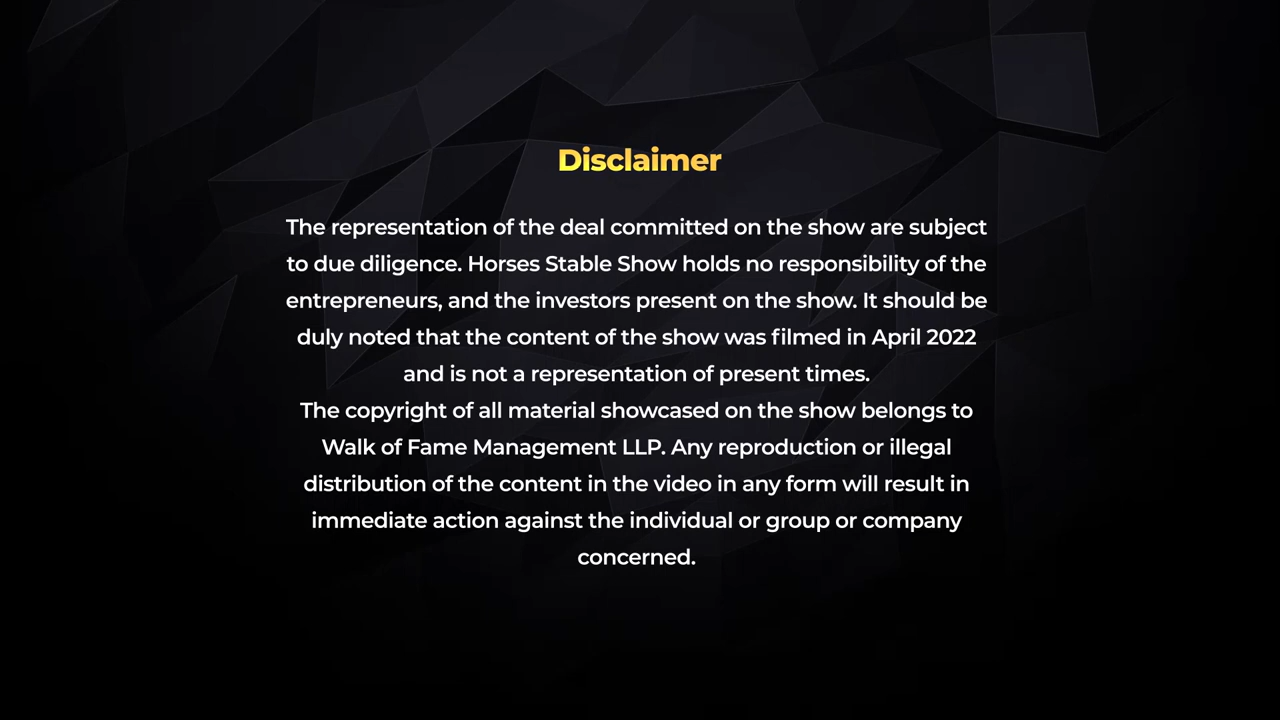 Disclaimer
The representation of the deal committed on the show are subject
to due diligence. Horses Stable Show holds no responsibility of the
entrepreneurs, and the investors present on the show. It should be
duly noted that the content of the show was filmed in April 2022
and is not a representation of present times.
The copyright of all material showcased on the show belongs to
Walk of Fame Management LLP. Any reproduction or illegal
distribution of the content in the video in any form will result in
immediate action against the individual or group or company
concerned.